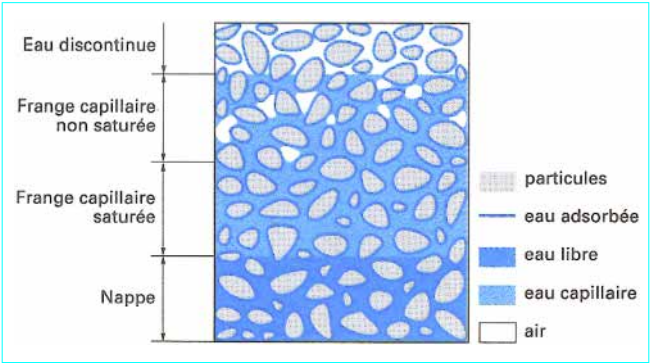 Eau discontinue
Frange capillaire
non saturée
Frange capillaire
saturée
Nappe
particules
eau adsorbée
eau libre
eau capillaire
air